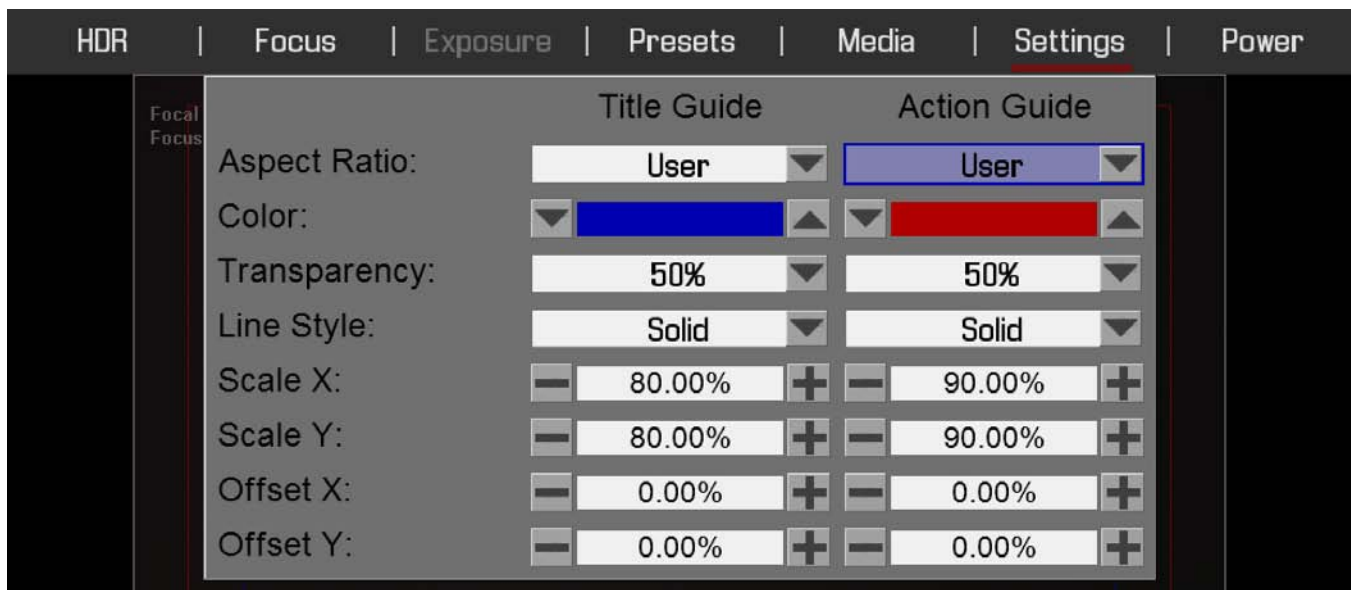 HDR | Focus | Exposure | Presets | Media | Settings | Power
Title Guide Action Guide
Focal
Focus
Aspect Ratio: User User
Color:
Transparency: 50% 50%
Line Style: Solid Solid
Scale X: 80.00% 90.00%
Scale Y: 80.00% 90.00%
Offset X: 0.00% 0.00%
Offset Y: 0.00% 0.00%